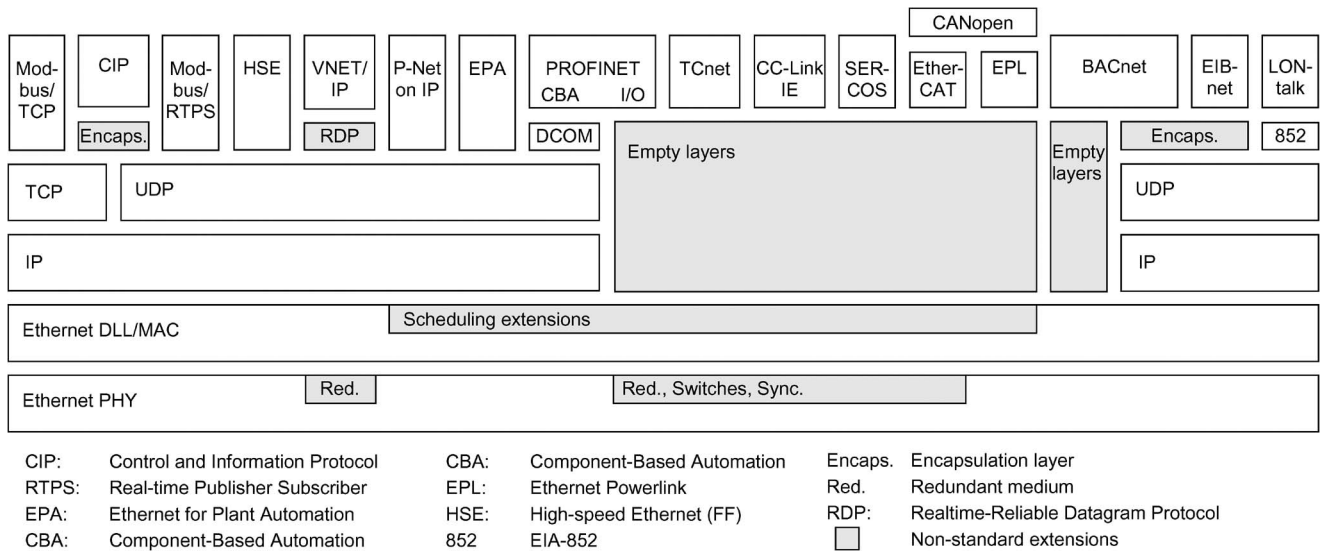 CANopen
Mod-
bus/
TCP
CIP
Mod-
bus/
RTPS
HSE
VNET/
IP
P-Net
on IP
EPA
PROFINET
CBA I/O
TCnet
CC-Link
IE
SER-
COS
Ether-
CAT
EPL
BACnet
EIB-
net
LON-
talk
Encaps.
RDP
DCOM
Empty layers
Empty
layers
Encaps.
852
TCP
UDP
UDP
IP
IP
Ethernet DLL/MAC
Scheduling extensions
Ethernet PHY
Red.
Red., Switches, Sync.
CIP: Control and Information Protocol
RTPS: Real-time Publisher Subscriber
EPA: Ethernet for Plant Automation
CBA: Component-Based Automation
CBA: Component-Based Automation
EPL: Ethernet Powerlink
HSE: High-speed Ethernet (FF)
852 EIA-852
Encaps. Encapsulation layer
Red. Redundant medium
RDP: Realtime-Reliable Datagram Protocol
Non-standard extensions